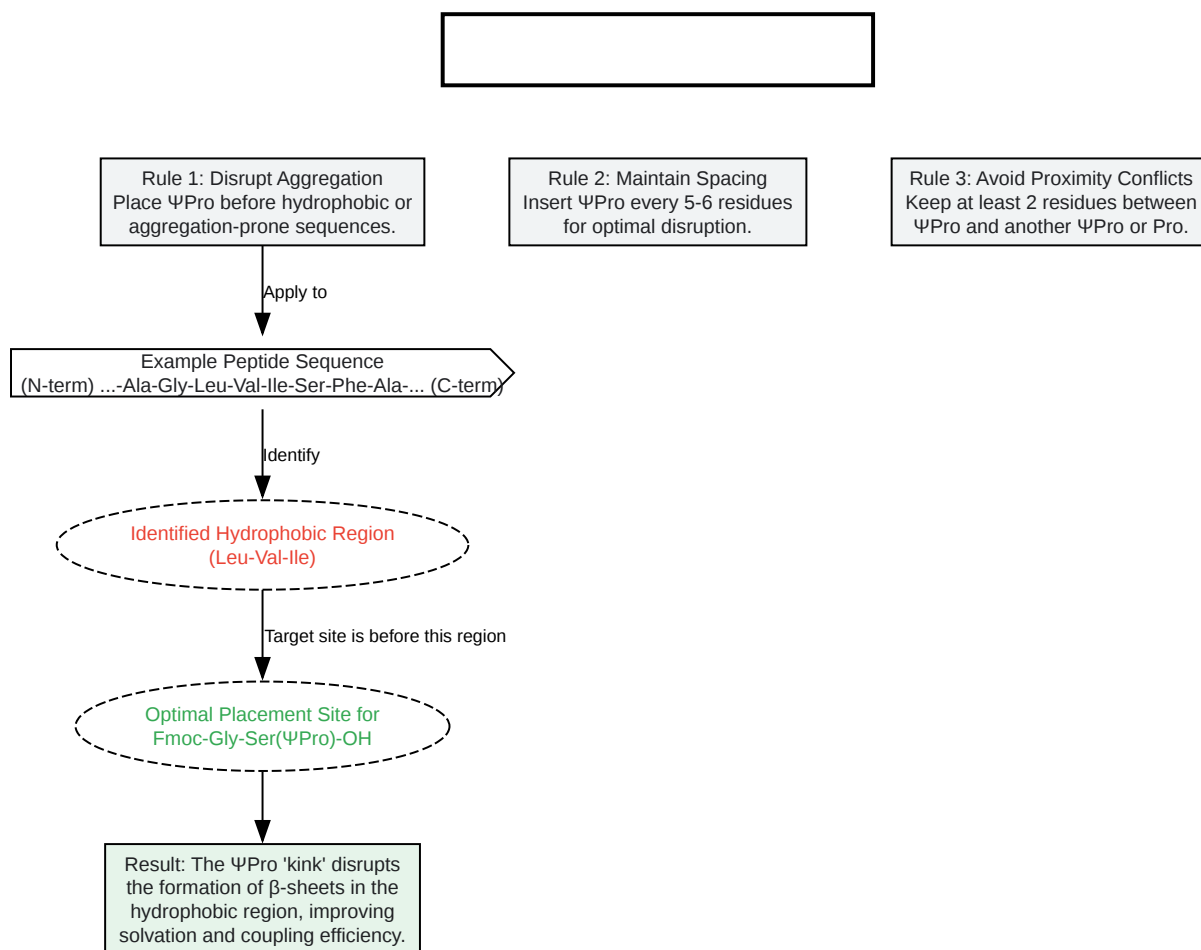 Rule 1: Disrupt Aggregation
Place ΨPro before hydrophobic or
aggregation-prone sequences.
Rule 2: Maintain Spacing
Insert ΨPro every 5-6 residues
for optimal disruption.
Rule 3: Avoid Proximity Conflicts
Keep at least 2 residues between
ΨPro and another ΨPro or Pro.
Apply to
Example Peptide Sequence
(N-term) ...-Ala-Gly-Leu-Val-Ile-Ser-Phe-Ala-... (C-term)
Identify
Identified Hydrophobic Region
(Leu-Val-Ile)
Target site is before this region
Optimal Placement Site for
Fmoc-Gly-Ser(ΨPro)-OH
Result: The ΨPro 'kink' disrupts
the formation of β-sheets in the
hydrophobic region, improving
solvation and coupling efficiency.